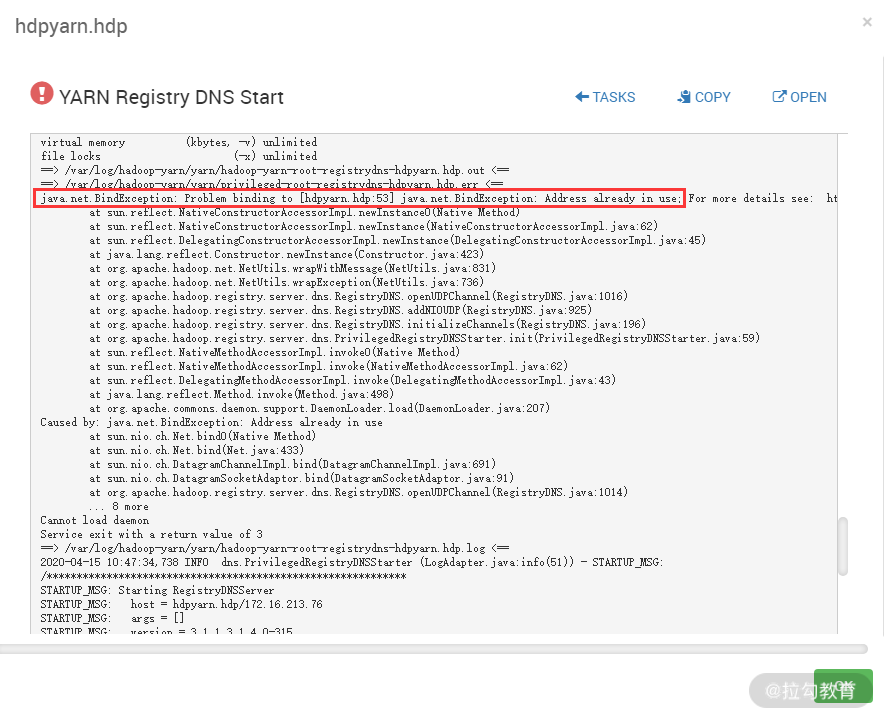 hdpyarn.hdp
×
YARN Registry DNS Start
TASKS
COPY
OPEN
virtual memory (kbytes, -v) unlimited
file locks (-x) unlimited
==> /var/log/hadoop-yarn/yarn/hadoop-yarn-root-registrydns-hdpyarn.hdp.out <==
==> /var/log/hadoop-yarn/yarn/privileged-root-registrydns-hdpyarn.hdp.err <==
java.net.BindException: Problem binding to [hdpyarn.hdp:53] java.net.BindException: Address already in use; For more details see: ht
at sun.reflect.NativeConstructorAccessorImpl.newInstance0(Native Method)
at sun.reflect.NativeConstructorAccessorImpl.newInstance(NativeConstructorAccessorImpl.java:62)
at sun.reflect.DelegatingConstructorAccessorImpl.newInstance(DelegatingConstructorAccessorImpl.java:45)
at java.lang.reflect.Constructor.newInstance(Constructor.java:423)
at org.apache.hadoop.net.NetUtils.wrapWithMessage(NetUtils.java:831)
at org.apache.hadoop.net.NetUtils.wrapException(NetUtils.java:736)
at org.apache.hadoop.registry.server.dns.RegistryDNS.openUDPChannel(RegistryDNS.java:1016)
at org.apache.hadoop.registry.server.dns.RegistryDNS.addNIOUDP(RegistryDNS.java:925)
at org.apache.hadoop.registry.server.dns.RegistryDNS.initializeChannels(RegistryDNS.java:196)
at org.apache.hadoop.registry.server.dns.PrivilegedRegistryDNSStarter.init(PrivilegedRegistryDNSStarter.java:59)
at sun.reflect.NativeMethodAccessorImpl.invoke0(Native Method)
at sun.reflect.NativeMethodAccessorImpl.invoke(NativeMethodAccessorImpl.java:62)
at sun.reflect.DelegatingMethodAccessorImpl.invoke(DelegatingMethodAccessorImpl.java:43)
at java.lang.reflect.Method.invoke(Method.java:498)
at org.apache.commons.daemon.support.DaemonLoader.load(DaemonLoader.java:207)
Caused by: java.net.BindException: Address already in use
at sun.nio.ch.Net.bind0(Native Method)
at sun.nio.ch.Net.bind(Net.java:433)
at sun.nio.ch.DatagramChannelImpl.bind(DatagramChannelImpl.java:691)
at sun.nio.ch.DatagramSocketAdaptor.bind(DatagramSocketAdaptor.java:91)
at org.apache.hadoop.registry.server.dns.RegistryDNS.openUDPChannel(RegistryDNS.java:1014)
... 8 more
Cannot load daemon
Service exit with a return value of 3
==> /var/log/hadoop-yarn/yarn/hadoop-yarn-root-registrydns-hdpyarn.hdp.log <==
2020-04-15 10:47:34,738 INFO dns.PrivilegedRegistryDNSStarter (LogAdapter.java:info(51)) - STARTUP_MSG:
/************************************************************
STARTUP_MSG: Starting RegistryDNSServer
STARTUP_MSG: host = hdpyarn.hdp/172.16.213.76
STARTUP_MSG: args = []
STARTUP_MSG: version = 3.1.1.3.1.4.0-315
OK
@拉勾教育